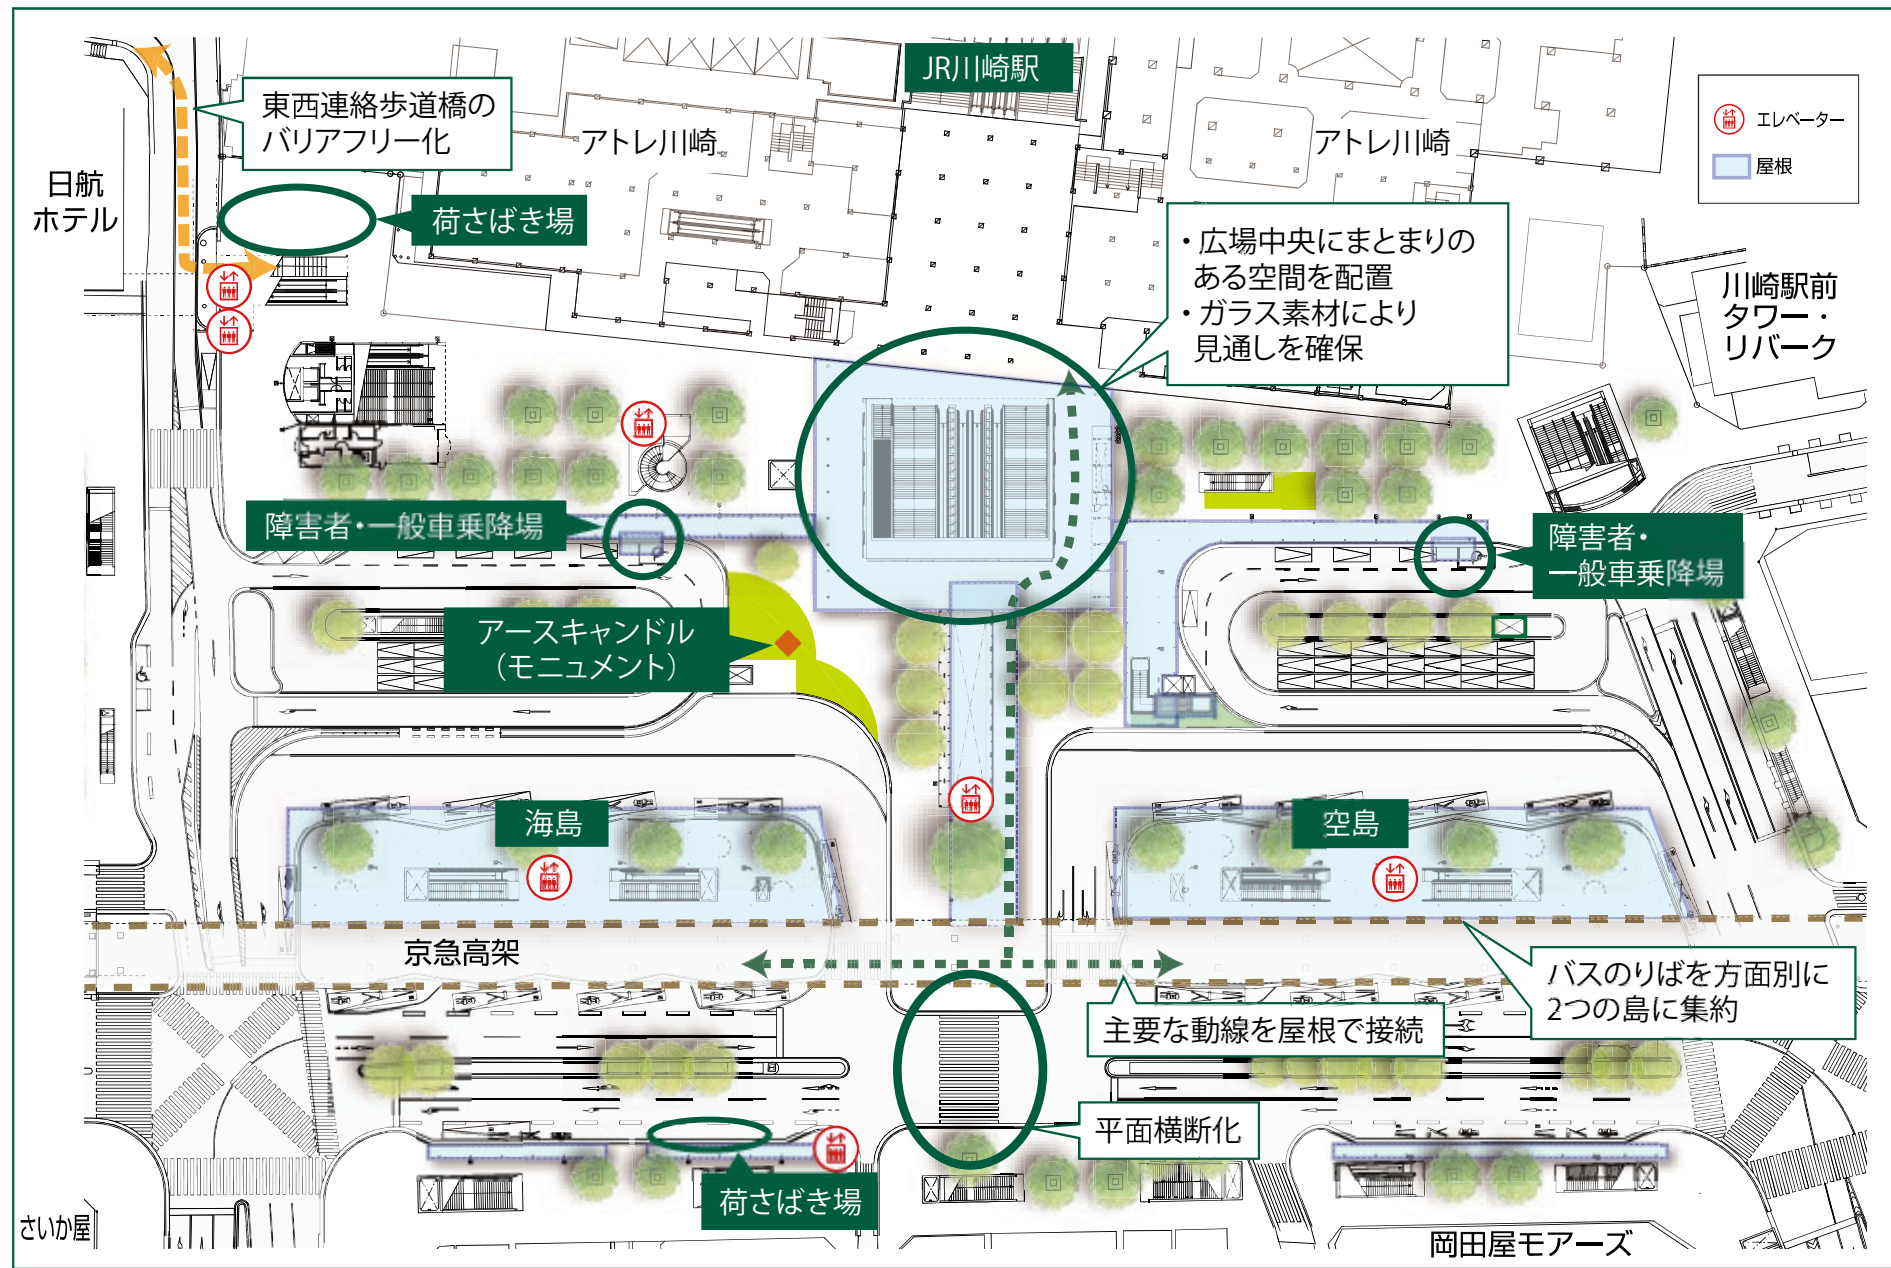 JR川崎駅
東西連絡歩道橋の
バリアフリー化
アトレ川崎
アトレ川崎
エレベーター
屋根
日航
ホテル
荷さばき場
・広場中央にまとまりの
ある空間を配置
・ガラス素材により
見通しを確保
川崎駅前
タワー・
リバーク
障害者・一般車乗降場
障害者・
一般車乗降場
アースキャンドル
（モニュメント）
海島
空島
京急高架
バスのりばを方面別に
2つの島に集約
主要な動線を屋根で接続
平面横断化
荷さばき場
さいか屋
岡田屋モアーズ